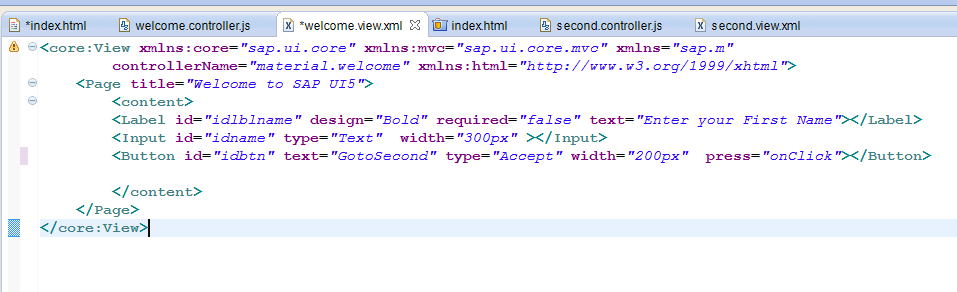 *index.html welcome.controller.js *welcome.view.xml index.html second.controller.js second.view.xml
<core:View xmlns:core="sap.ui.core" xmlns:mvc="sap.ui.core.mvc" xmlns="sap.m"
controllerName="material.welcome" xmlns:html="http://www.w3.org/1999/xhtml">
<Page title="Welcome to SAP UI5">
<content>
<Label id="idlblname" design="Bold" required="false" text="Enter your First Name"></Label>
<Input id="idname" type="Text"  width="300px" ></Input>
<Button id="idbtn" text="GotoSecond" type="Accept" width="200px"  press="onClick"></Button>
</content>
</Page>
</core:View>